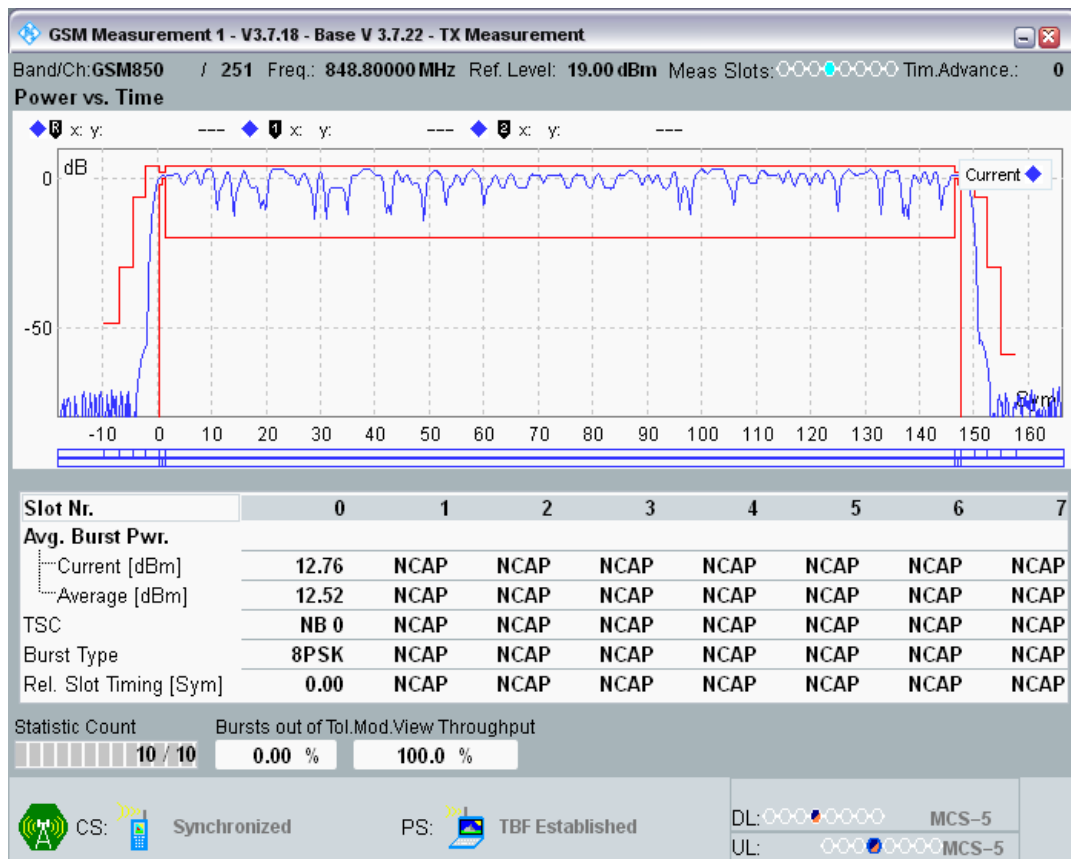 GSM Measurement 1 - V3.7.18 - Base V 3.7.22 - TX Measurement
Band/Ch:GSM850 / 251 Freq.: 848.80000 MHz Ref. Level: 19.00 dBm Meas Slots: Tim.Advance.: 0
Power vs. Time
R x: y: --- 1 x: y: --- 2 x: y: ---
dB
0
Current
-50
Sym
-10 0 10 20 30 40 50 60 70 80 90 100 110 120 130 140 150 160
Slot Nr. 0 1 2 3 4 5 6 7
Avg. Burst Pwr.
Current [dBm] 12.76 NCAP NCAP NCAP NCAP NCAP NCAP NCAP
Average [dBm] 12.52 NCAP NCAP NCAP NCAP NCAP NCAP NCAP
TSC NB 0 NCAP NCAP NCAP NCAP NCAP NCAP NCAP
Burst Type 8PSK NCAP NCAP NCAP NCAP NCAP NCAP NCAP
Rel. Slot Timing [Sym] 0.00 NCAP NCAP NCAP NCAP NCAP NCAP NCAP
Statistic Count Bursts out of Tol.Mod.View Throughput
10 / 10 0.00 % 100.0 %
CS: Synchronized PS: TBF Established
DL: MCS-5
UL: MCS-5